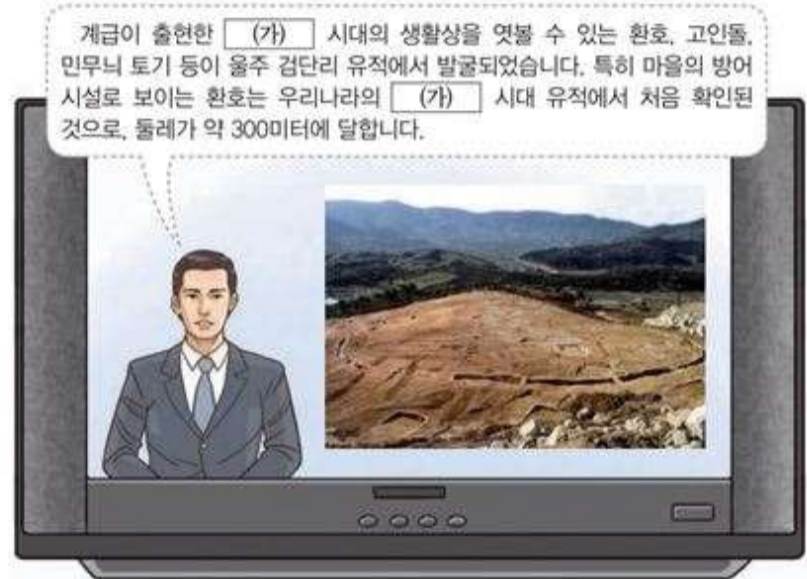 계급이 출현한 (가) 시대의 생활상을 엿볼 수 있는 환호, 고인돌,
민무늬 토기 등이 울주 검단리 유적에서 발굴되었습니다. 특히 마을의 방어
시설로 보이는 환호는 우리나라의 (가) 시대 유적에서 처음 확인된
것으로, 둘레가 약 300미터에 달합니다.